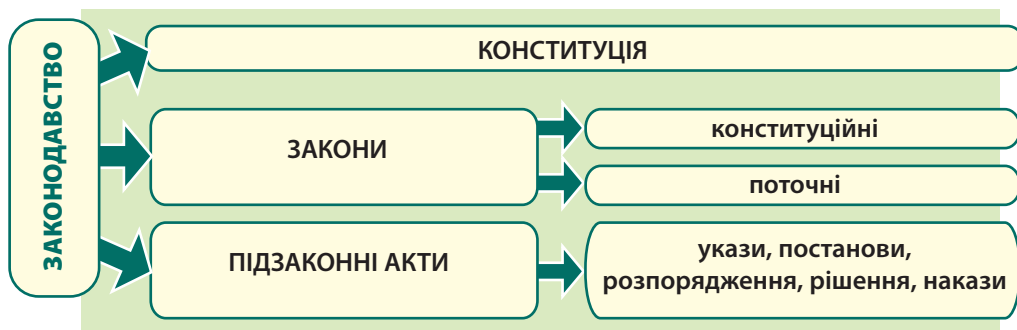 ЗАКОНОДАВСТВО
КОНСТИТУЦІЯ
ЗАКОНИ
конституційні
поточні
ПІДЗАКОННІ АКТИ
укази, постанови,
розпорядження, рішення, накази